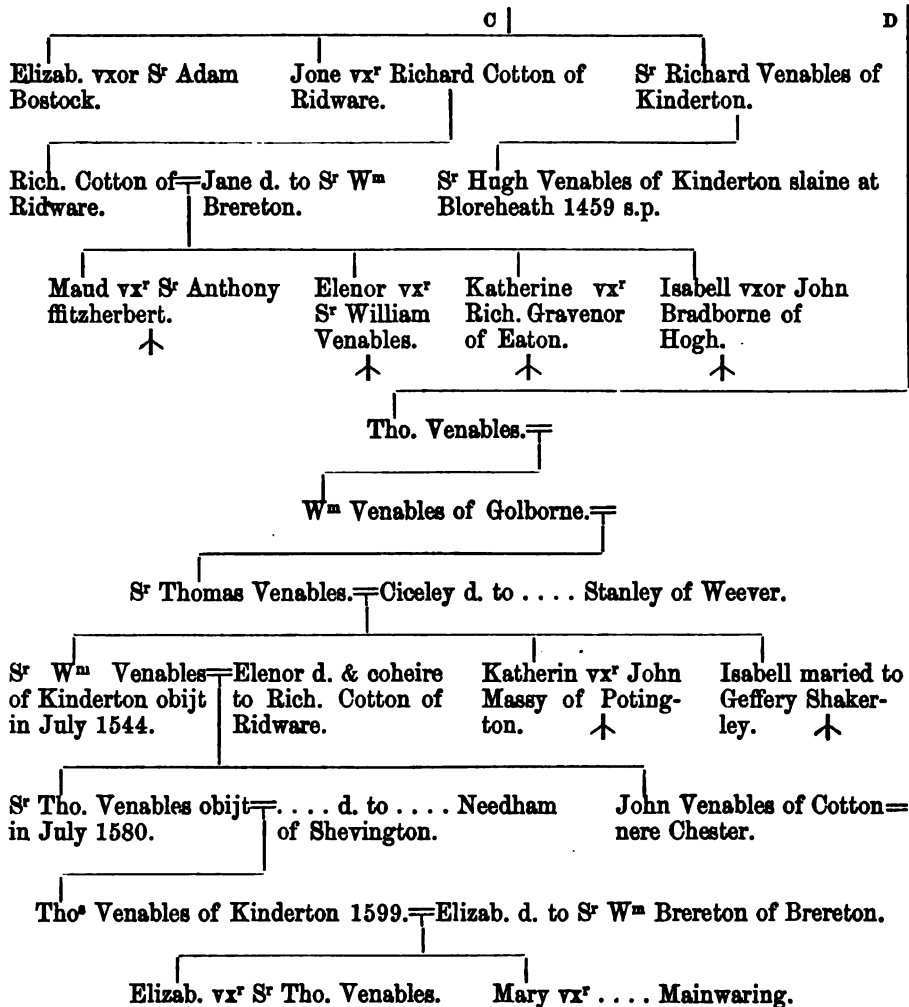 C D
Elizab. vxor Sʳ Adam Jone vxʳ Richard Cotton of Sʳ Richard Venables of
Bostock. Ridware. Kinderton.
Rich. Cotton of=Jane d. to Sʳ Wᵐ Sʳ Hugh Venables of Kinderton slaine at
Ridware. Brereton. Bloreheath 1459 s.p.
Maud vxʳ Sʳ Anthony Elenor vxʳ Katherine vxʳ Isabell vxor John
ffitzherbert. Sʳ William Rich. Gravenor Bradborne of
Venables. of Eaton. Hogh.
Tho. Venables.=
Wᵐ Venables of Golborne.=
Sʳ Thomas Venables.=Ciceley d. to .... Stanley of Weever.
Sʳ Wᵐ Venables=Elenor d. & coheire Katherin vxʳ John Isabell maried to
of Kinderton obijt to Rich. Cotton of Massy of Poting- Geffery Shaker-
in July 1544. Ridware. ton. ley.
Sʳ Tho. Venables obijt=.... d. to .... Needham John Venables of Cotton=
in July 1580. of Shevington. nere Chester.
Thoˢ Venables of Kinderton 1599.=Elizab. d. to Sʳ Wᵐ Brereton of Brereton.
Elizab. vxʳ Sʳ Tho. Venables. Mary vxʳ .... Mainwaring.